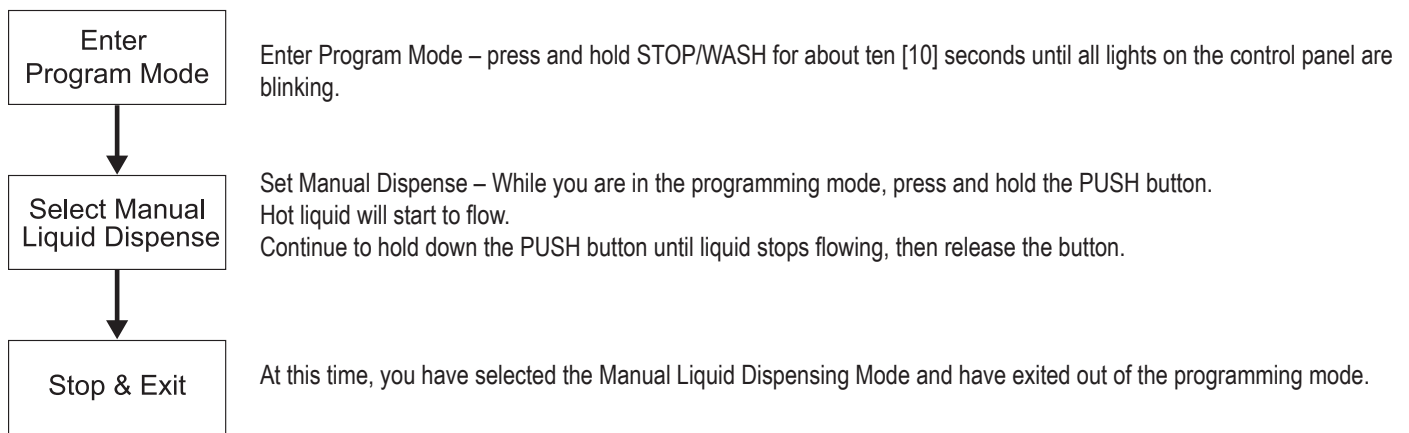 Enter
Program Mode
Enter Program Mode – press and hold STOP/WASH for about ten [10] seconds until all lights on the control panel are
blinking.
Select Manual
Liquid Dispense
Set Manual Dispense – While you are in the programming mode, press and hold the PUSH button.
Hot liquid will start to flow.
Continue to hold down the PUSH button until liquid stops flowing, then release the button.
Stop & Exit
At this time, you have selected the Manual Liquid Dispensing Mode and have exited out of the programming mode.